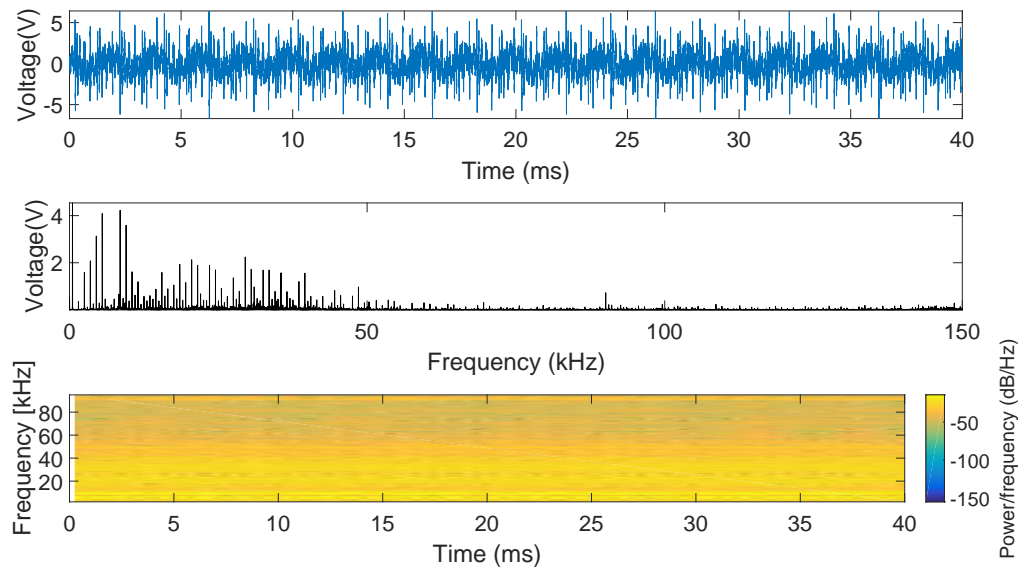 Voltage(V)
5
0
-5
0 5 10 15 20 25 30 35 40
Time (ms)
Voltage(V)
4
2
0 50 100 150
Frequency (kHz)
Frequency [kHz]
80
60
40
20
0 5 10 15 20 25 30 35 40
Time (ms)
-50
-100
-150
Power/frequency (dB/Hz)